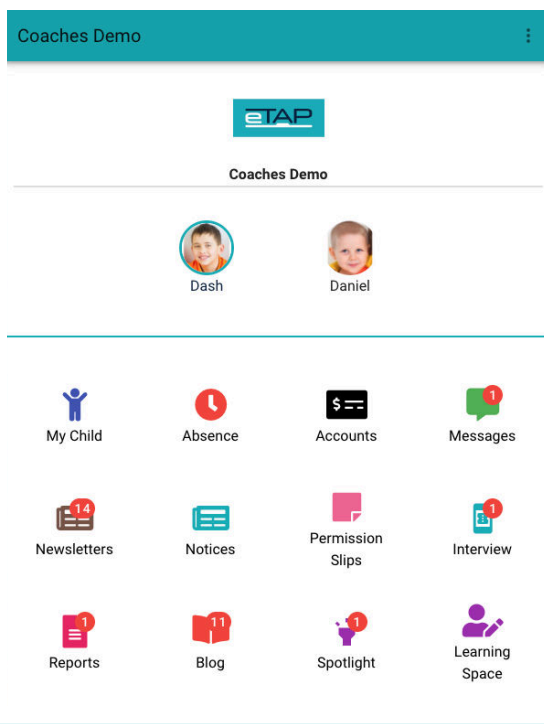 Coaches Demo
eTAP
Coaches Demo
Dash
Daniel
My Child
Absence
$
Accounts
1
Messages
14
Newsletters
Notices
Permission
Slips
1
Interview
1
Reports
11
Blog
1
Spotlight
Learning
Space